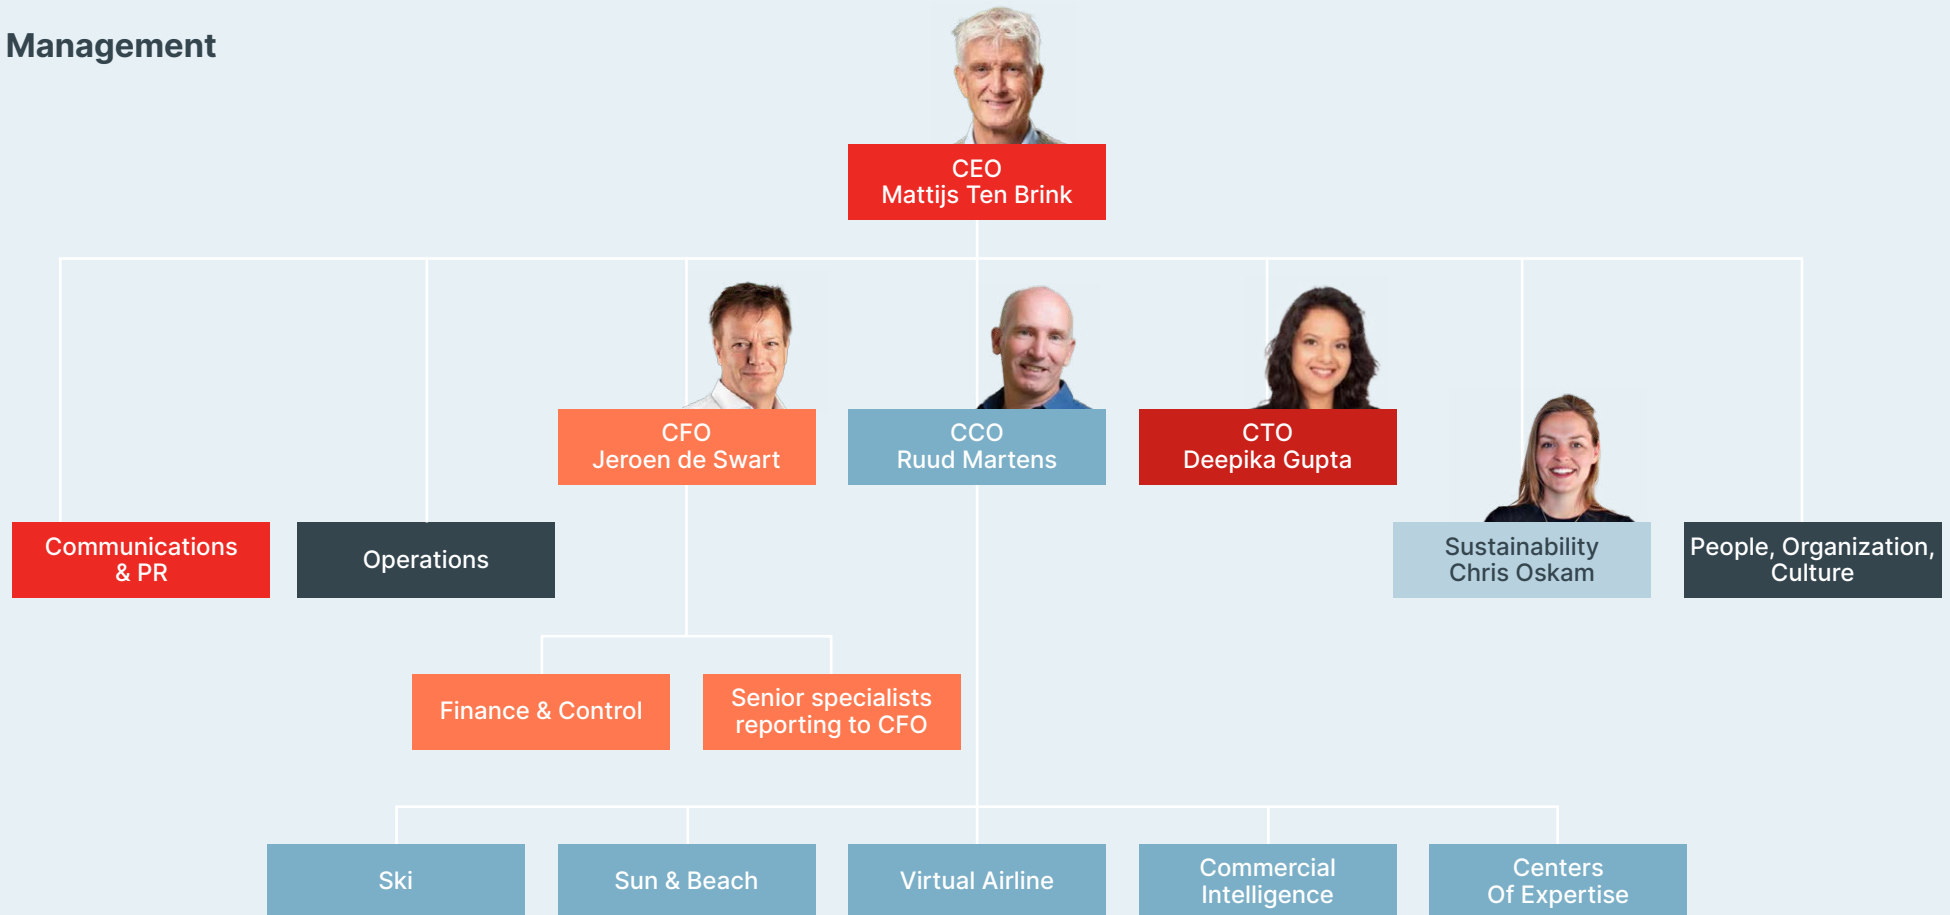 Management
CEO
Mattijs Ten Brink
CFO
Jeroen de Swart
CCO
Ruud Martens
CTO
Deepika Gupta
Communications
& PR
Operations
Sustainability
Chris Oskam
People, Organization,
Culture
Finance & Control
Senior specialists
reporting to CFO
Ski
Sun & Beach
Virtual Airline
Commercial
Intelligence
Centers
Of Expertise